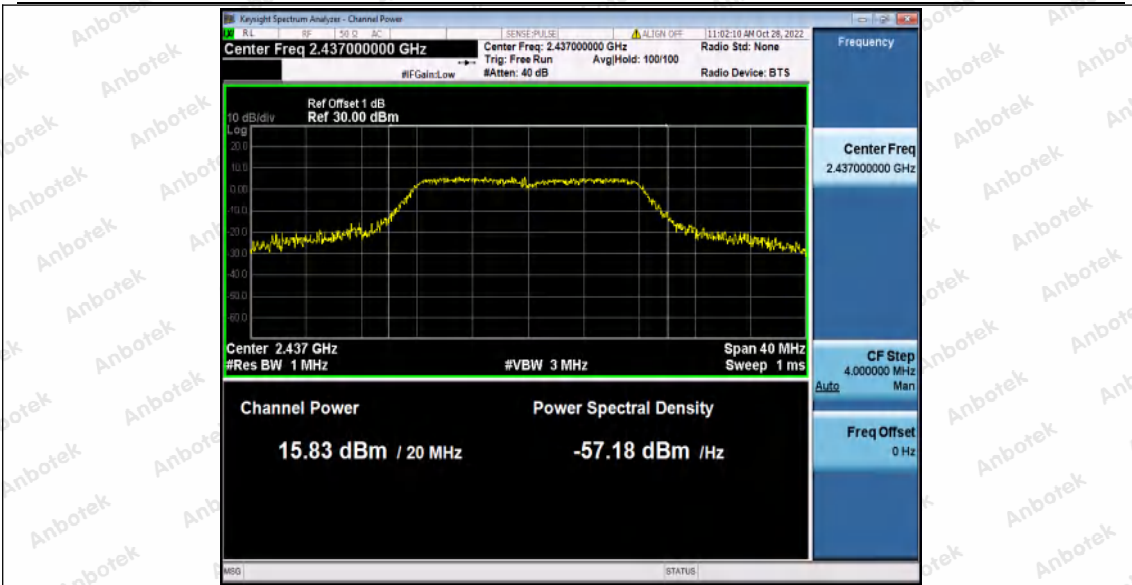 Keysight Spectrum Analyzer - Channel Power
RL RF 50 Ω AC SENSE:PULSE ALIGN OFF 11:02:10 AM Oct 28, 2022
Center Freq 2.437000000 GHz
Center Freq: 2.437000000 GHz
Radio Std: None
Trig: Free Run Avg|Hold: 100/100
#IFGain:Low #Atten: 40 dB Radio Device: BTS
Frequency
Ref Offset 1 dB
10 dB/div Ref 30.00 dBm
Log
20.0
10.0
0.00
-10.0
-20.0
-30.0
-40.0
-50.0
-60.0
Center 2.437 GHz Span 40 MHz
#Res BW 1 MHz #VBW 3 MHz Sweep 1 ms
Channel Power Power Spectral Density
15.83 dBm / 20 MHz -57.18 dBm /Hz
Center Freq
2.437000000 GHz
CF Step
4.000000 MHz
Auto Man
Freq Offset
0 Hz
MSG STATUS
Anbotek